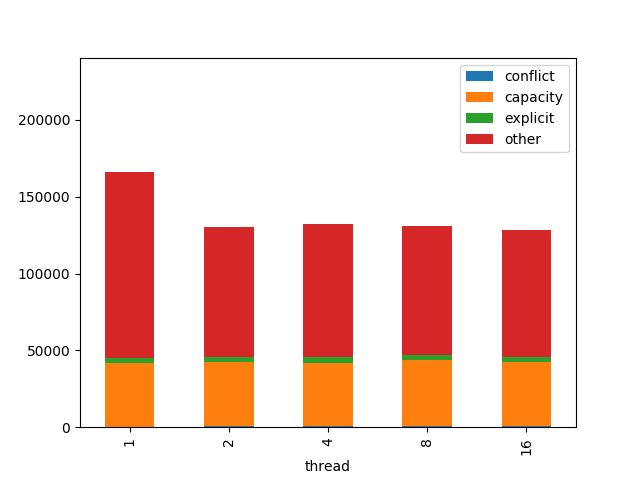 conflict
capacity
explicit
other
200000
150000
100000
50000
0
1
2
4
8
16
thread